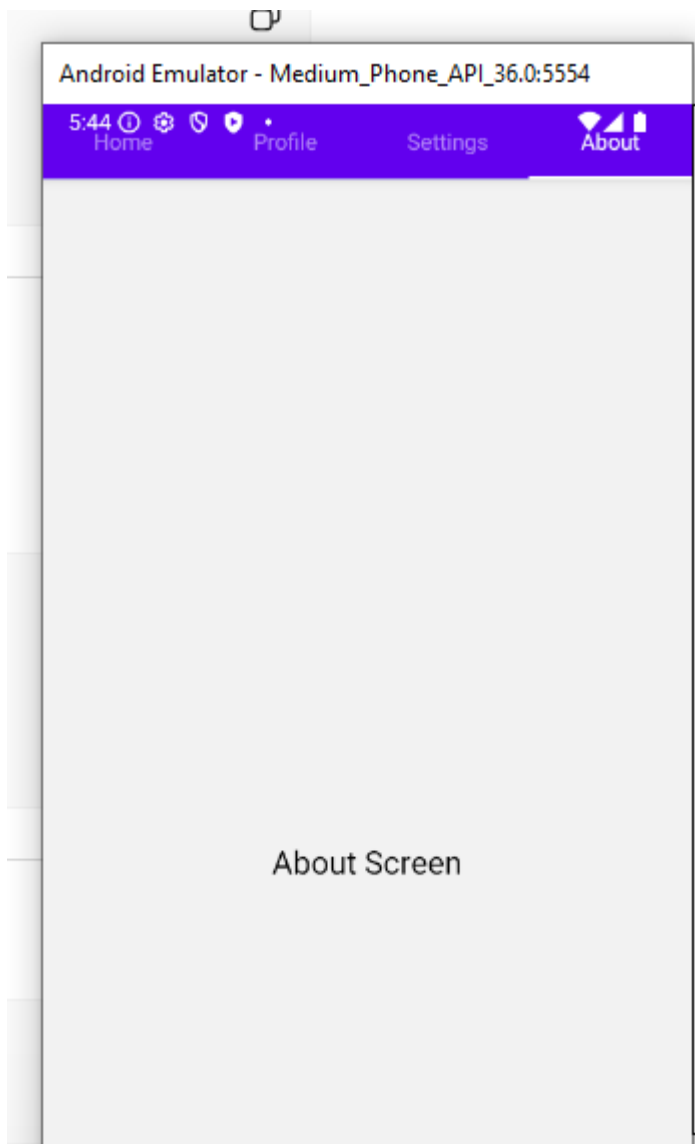 Android Emulator - Medium_Phone_API_36.0:5554
5:44
Home Profile Settings About
About Screen